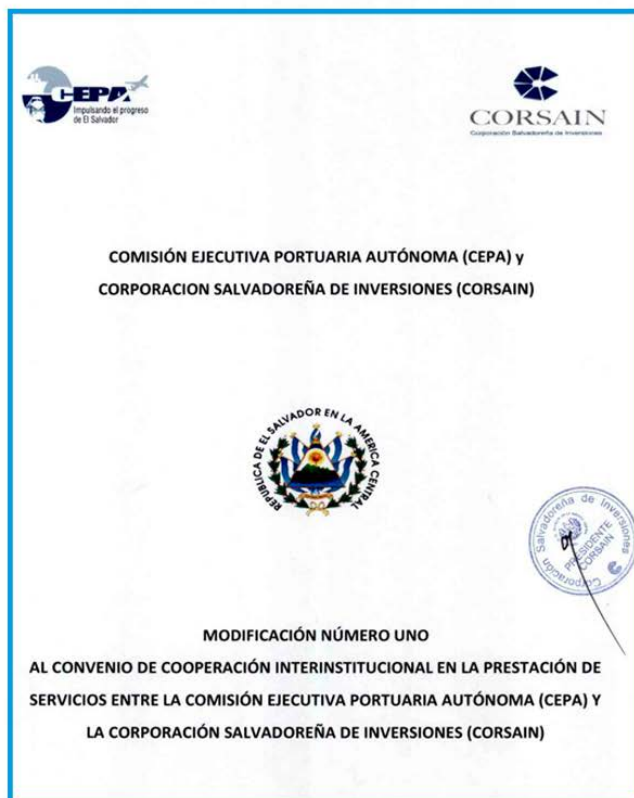 CEPA
Impulsando el progreso
de El Salvador
CORSAIN
Corporación Salvadoreña de Inversiones
COMISIÓN EJECUTIVA PORTUARIA AUTÓNOMA (CEPA) y
CORPORACION SALVADOREÑA DE INVERSIONES (CORSAIN)
REPUBLICA DE EL SALVADOR EN LA AMERICA CENTRAL
Corporación Salvadoreña de Inversiones
PRESIDENTE
CORSAIN
MODIFICACIÓN NÚMERO UNO
AL CONVENIO DE COOPERACIÓN INTERINSTITUCIONAL EN LA PRESTACIÓN DE
SERVICIOS ENTRE LA COMISIÓN EJECUTIVA PORTUARIA AUTÓNOMA (CEPA) Y
LA CORPORACIÓN SALVADOREÑA DE INVERSIONES (CORSAIN)